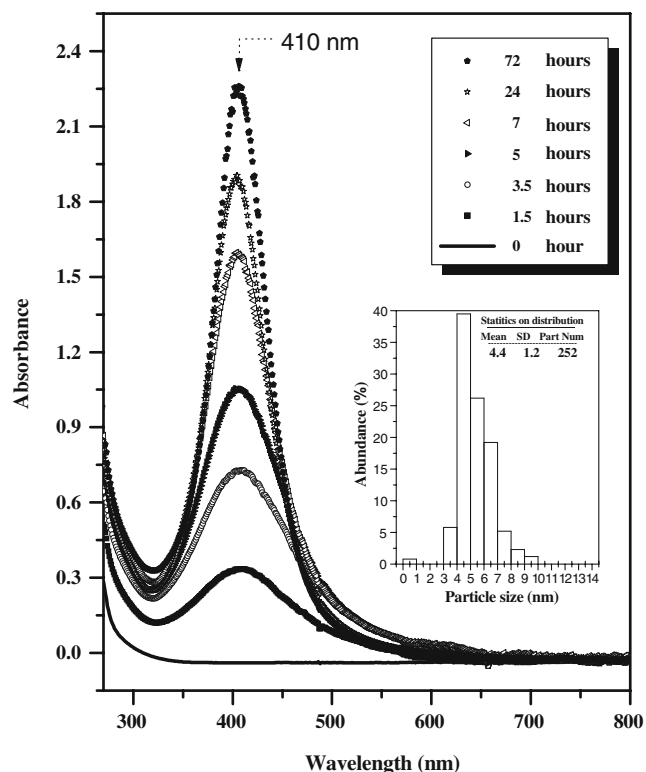 410 nm
72 hours
24 hours
7 hours
5 hours
3.5 hours
1.5 hours
0 hour
2.4
2.1
1.8
1.5
1.2
0.9
0.6
0.3
0.0
Absorbance
300 400 500 600 700 800
Wavelength (nm)
Statitics on distribution
Mean SD Part Num
4.4 1.2 252
40
35
30
25
20
15
10
5
0
Abundance (%)
0 1 2 3 4 5 6 7 8 9 10 11 12 13 14
Particle size (nm)